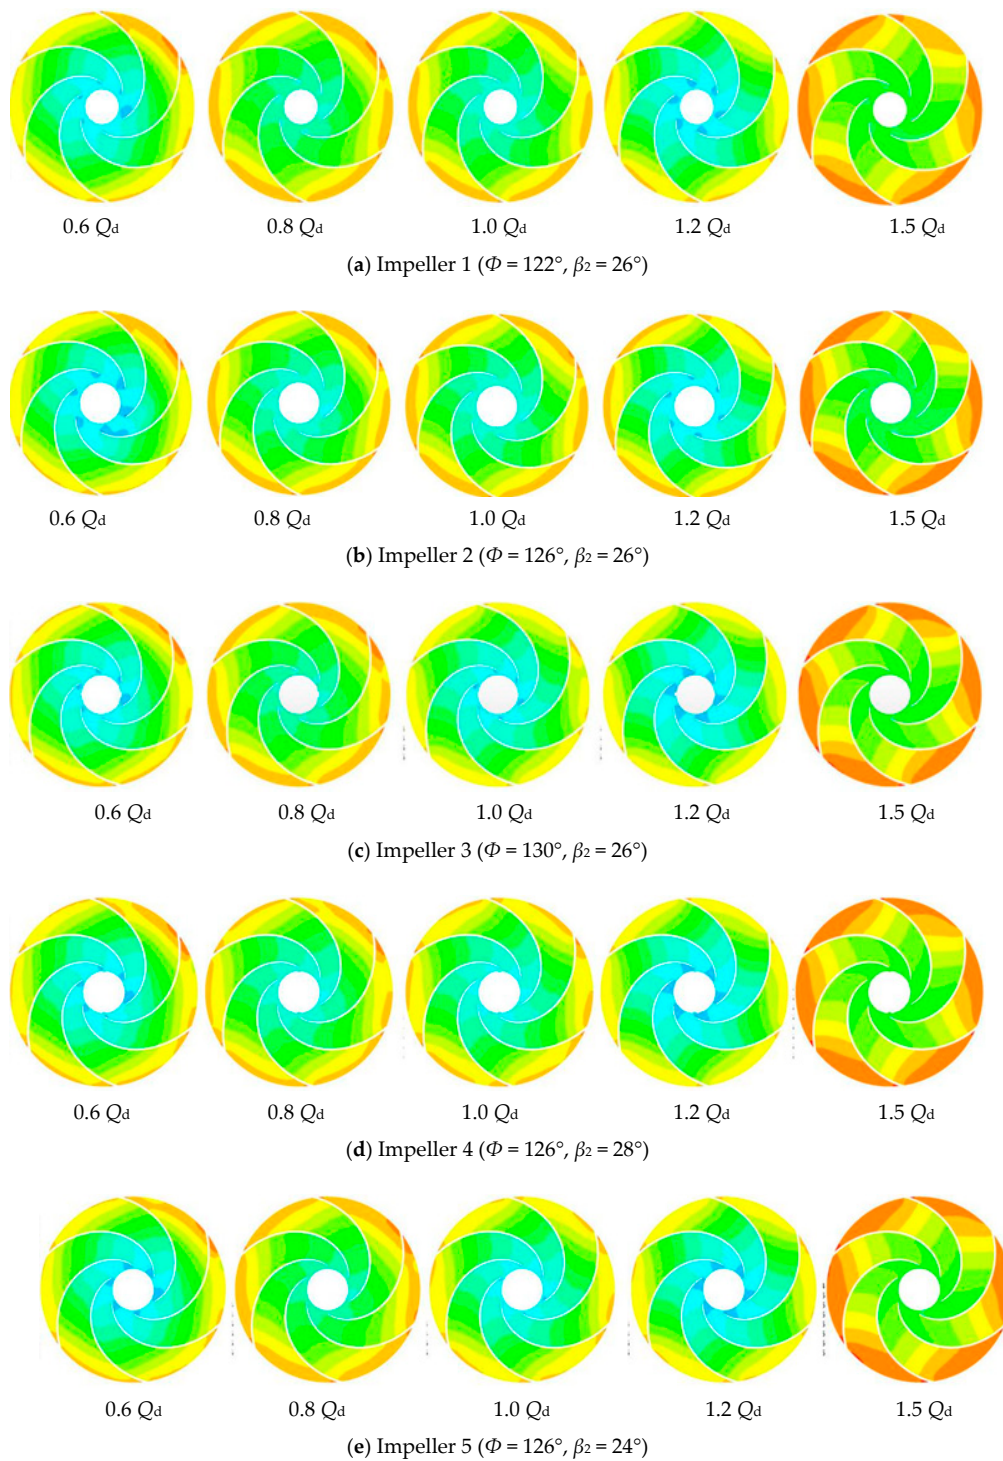 0.6 Qd 0.8 Qd 1.0 Qd 1.2 Qd 1.5 Qd
(a) Impeller 1 (Φ = 122°, β2 = 26°)
0.6 Qd 0.8 Qd 1.0 Qd 1.2 Qd 1.5 Qd
(b) Impeller 2 (Φ = 126°, β2 = 26°)
0.6 Qd 0.8 Qd 1.0 Qd 1.2 Qd 1.5 Qd
(c) Impeller 3 (Φ = 130°, β2 = 26°)
0.6 Qd 0.8 Qd 1.0 Qd 1.2 Qd 1.5 Qd
(d) Impeller 4 (Φ = 126°, β2 = 28°)
0.6 Qd 0.8 Qd 1.0 Qd 1.2 Qd 1.5 Qd
(e) Impeller 5 (Φ = 126°, β2 = 24°)